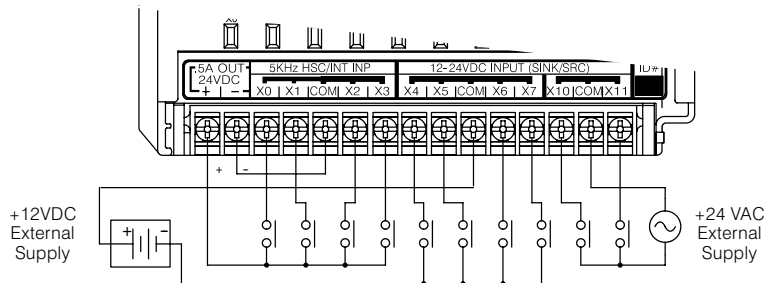 .5A OUT 5KHz HSC/INT INP 12-24VDC INPUT (SINK/SRC) ID#
24VDC
+ – X0 X1 COM X2 X3 X4 X5 COM X6 X7 X10 COM X11
+ –
+12VDC
External
Supply
+ –
+24 VAC
External
Supply